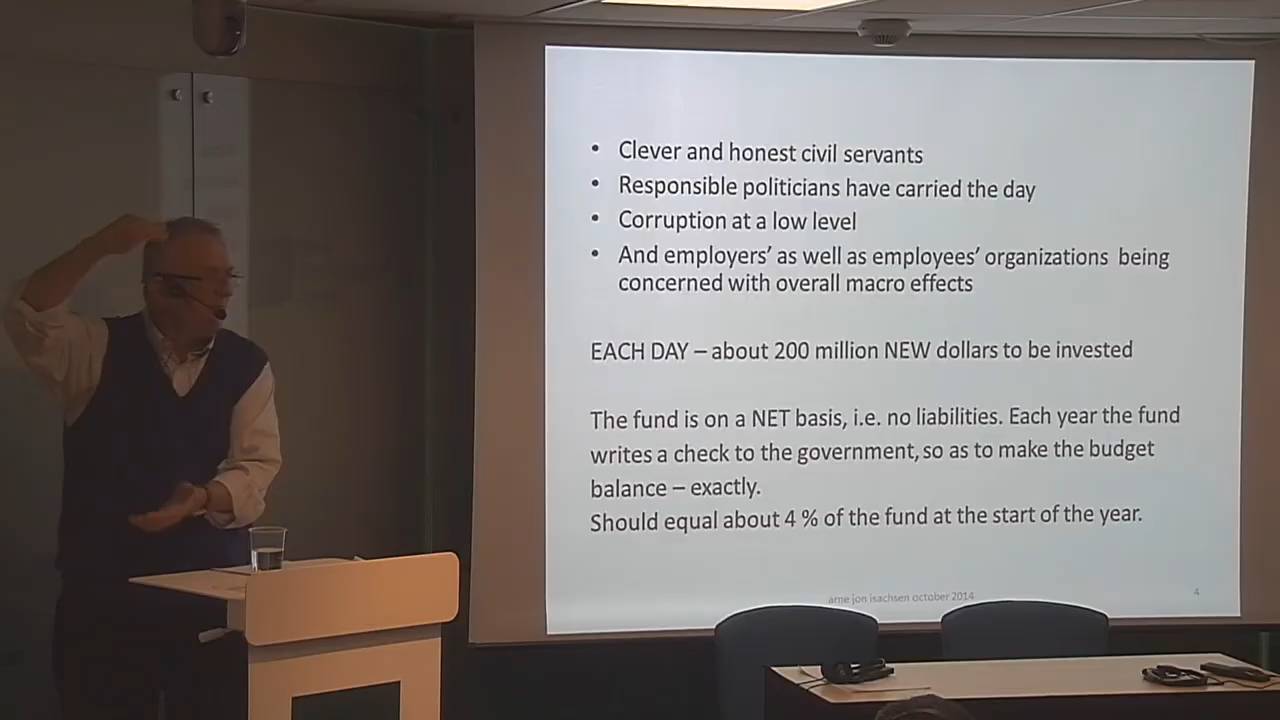 • Clever and honest civil servants
• Responsible politicians have carried the day
• Corruption at a low level
• And employers’ as well as employees’ organizations being
concerned with overall macro effects
EACH DAY – about 200 million NEW dollars to be invested
The fund is on a NET basis, i.e. no liabilities. Each year the fund
writes a check to the government, so as to make the budget
balance – exactly.
Should equal about 4 % of the fund at the start of the year.
arne jon isachsen october 2014
4